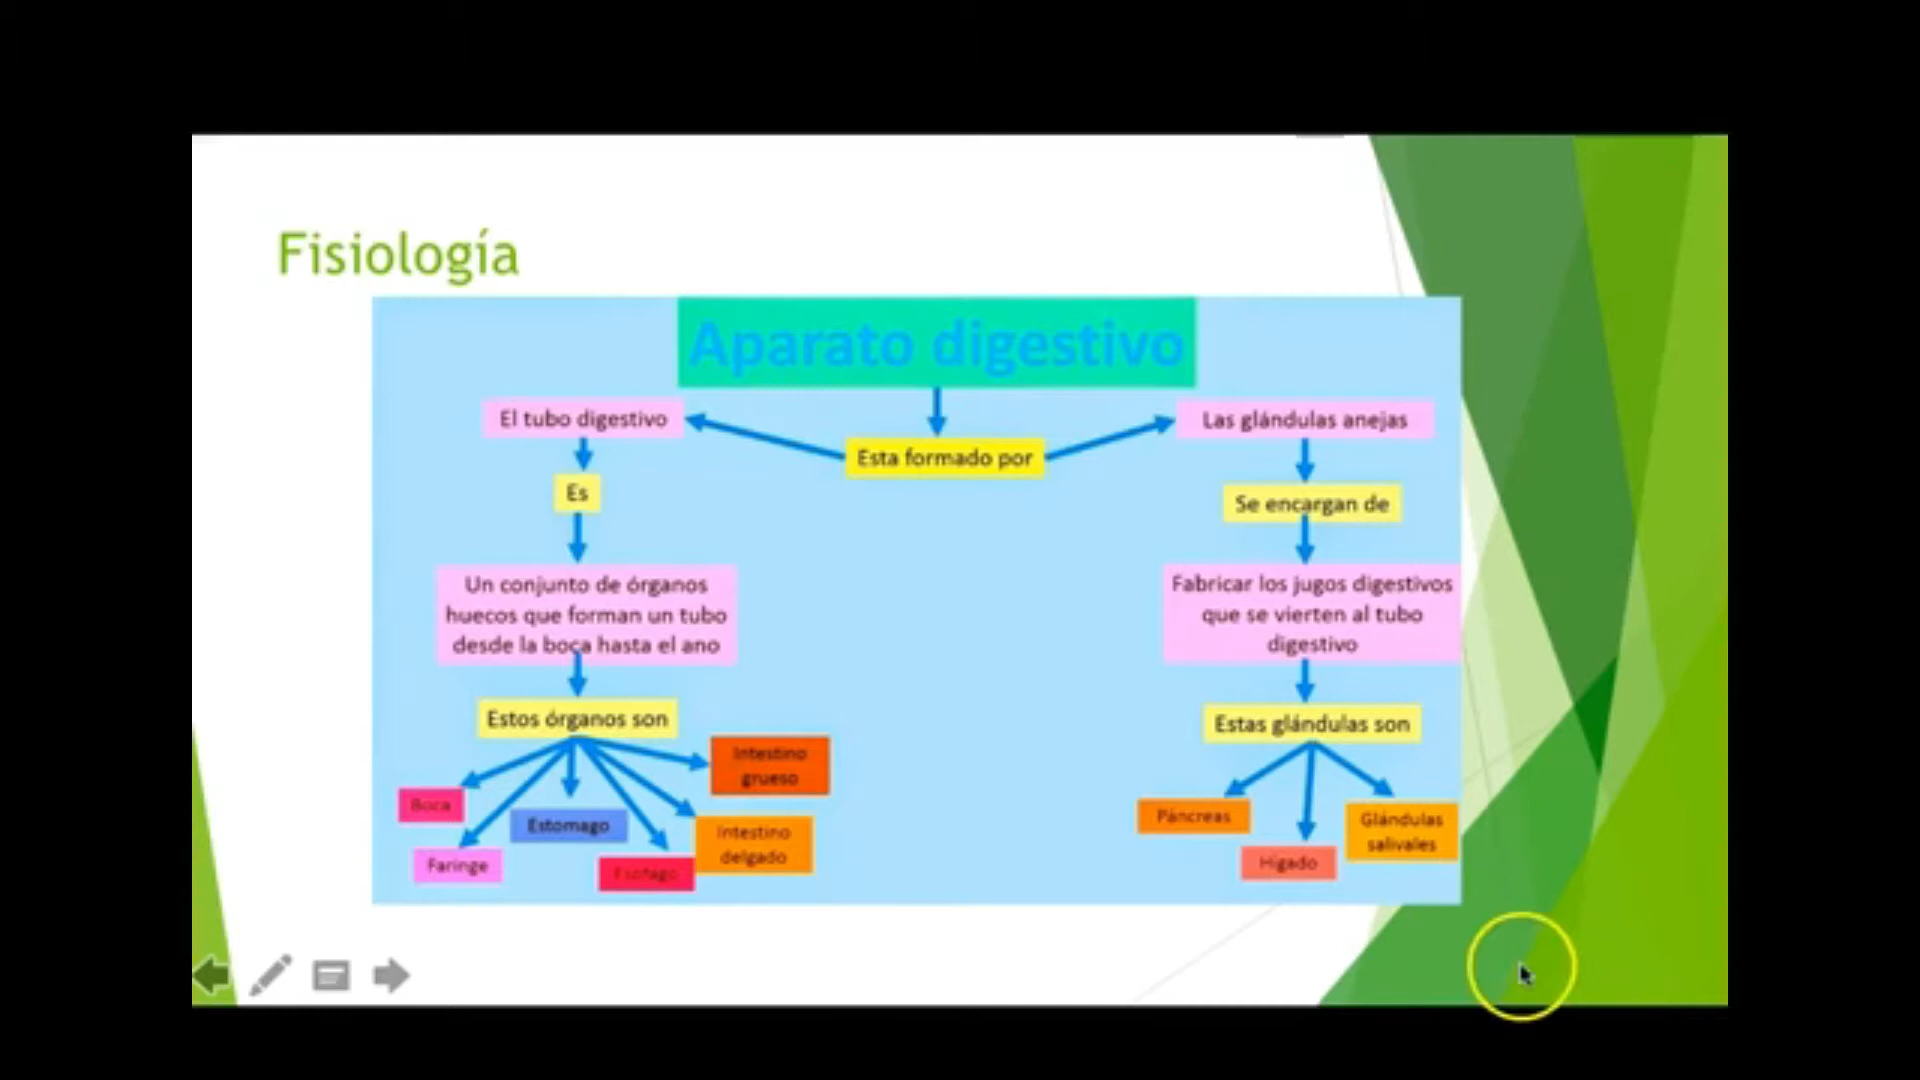 Fisiología
Aparato digestivo
El tubo digestivo
Las glándulas anejas
Esta formado por
Es
Se encargan de
Un conjunto de órganos
huecos que forman un tubo
desde la boca hasta el ano
Fabricar los jugos digestivos
que se vierten al tubo
digestivo
Estos órganos son
Estas glándulas son
Intestino
grueso
Boca
Estomago
Intestino
delgado
Faringe
Páncreas
Glándulas
salivales
Hígado